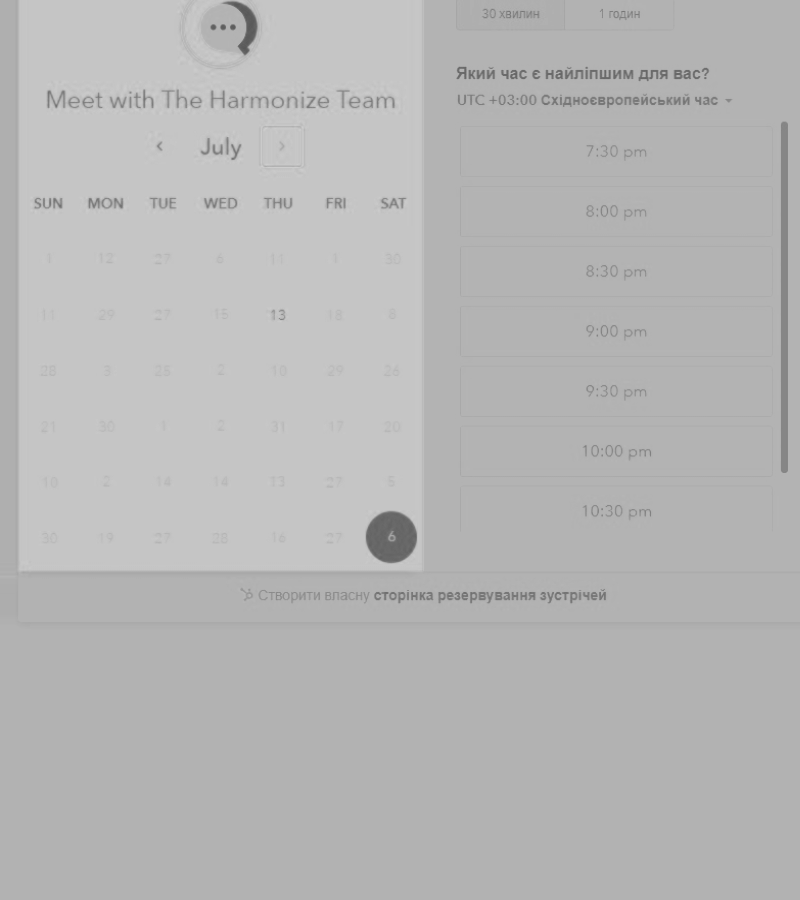 30 хвилин 1 годин
Який час є найліпшим для вас?
UTC +03:00 Східноєвропейський час
Meet with The Harmonize Team
July
SUN MON TUE WED THU FRI SAT
1 12 27 6 11 1 30
11 29 27 15 13 18 6
28 3 25 2 10 29 26
21 30 1 2 31 17 20
10 2 14 14 13 27 5
30 19 27 28 16 27 6
7:30 pm
8:00 pm
8:30 pm
9:00 pm
9:30 pm
10:00 pm
10:30 pm
Створити власну сторінка резервування зустрічей